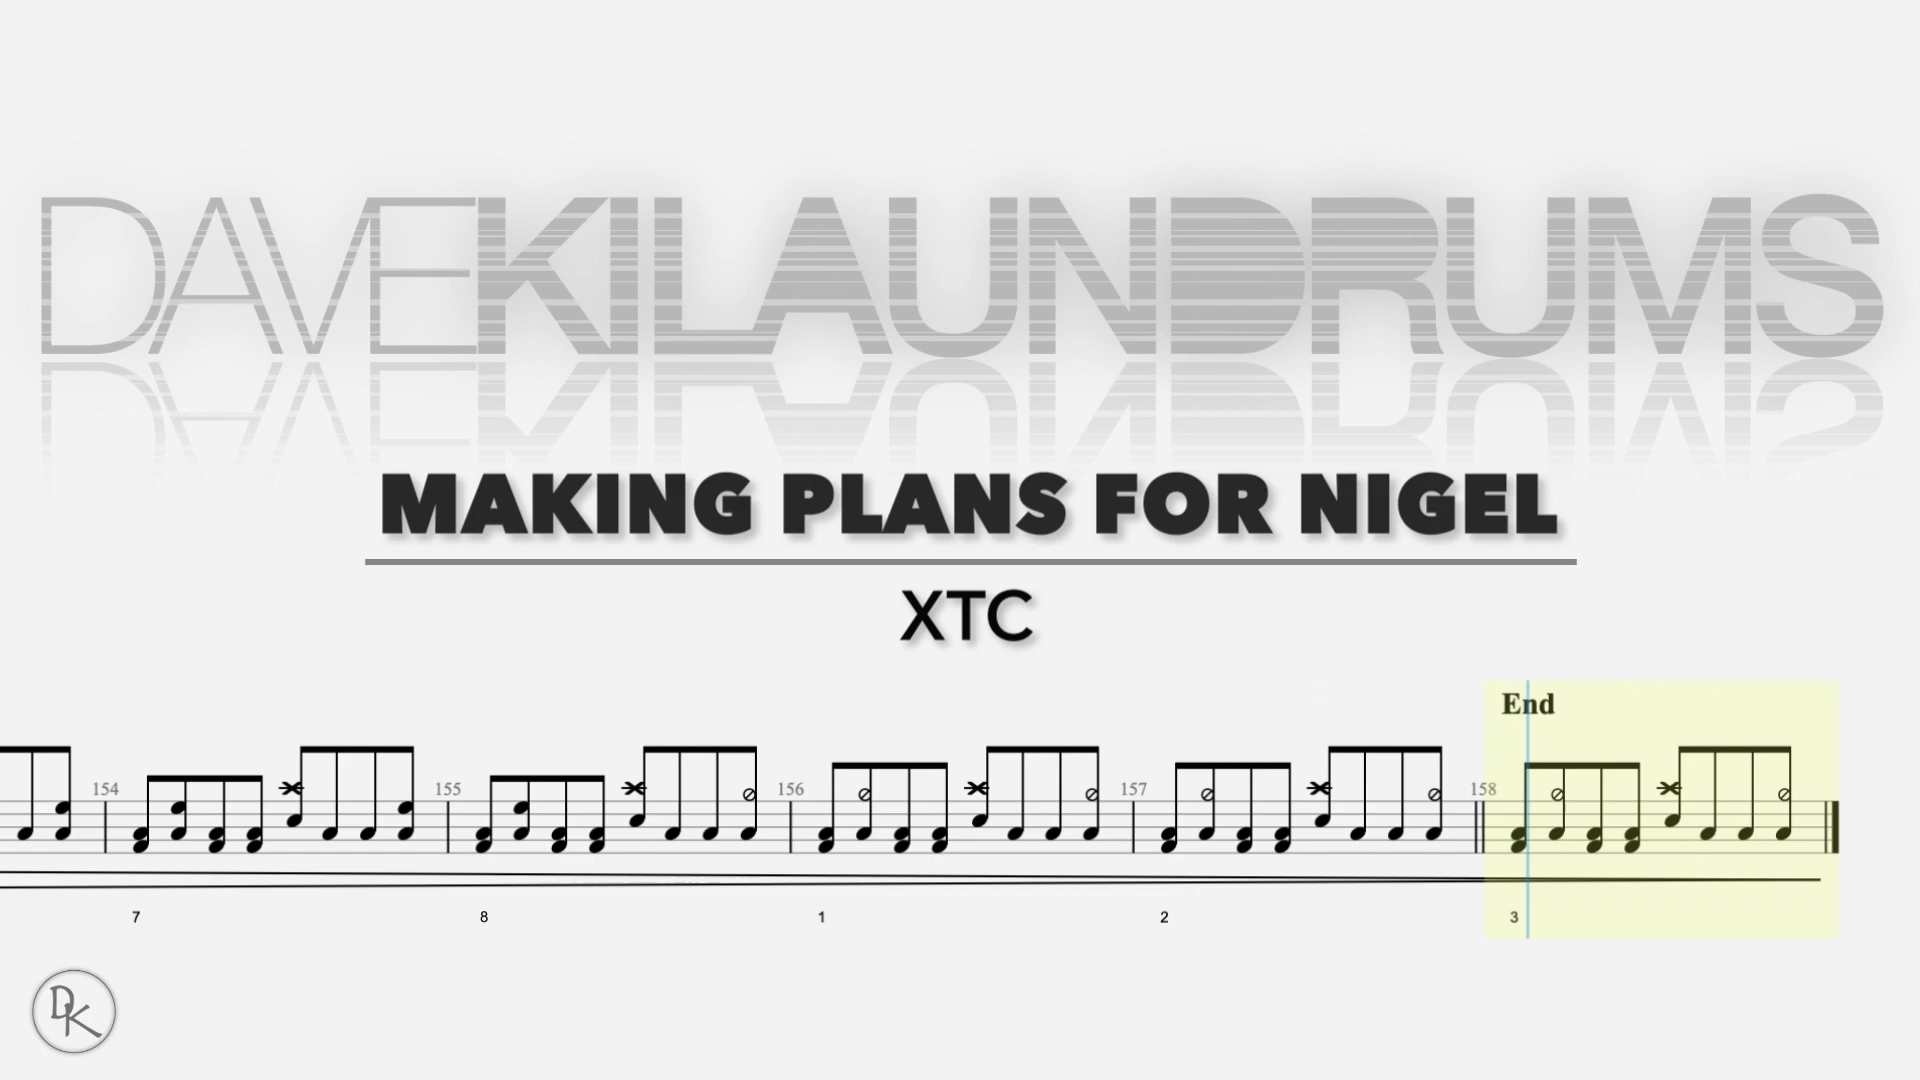 DAVEKILAUNDRUMS
MAKING PLANS FOR NIGEL
XTC
End
154 155 156 157 158
7 8 1 2 3
DK